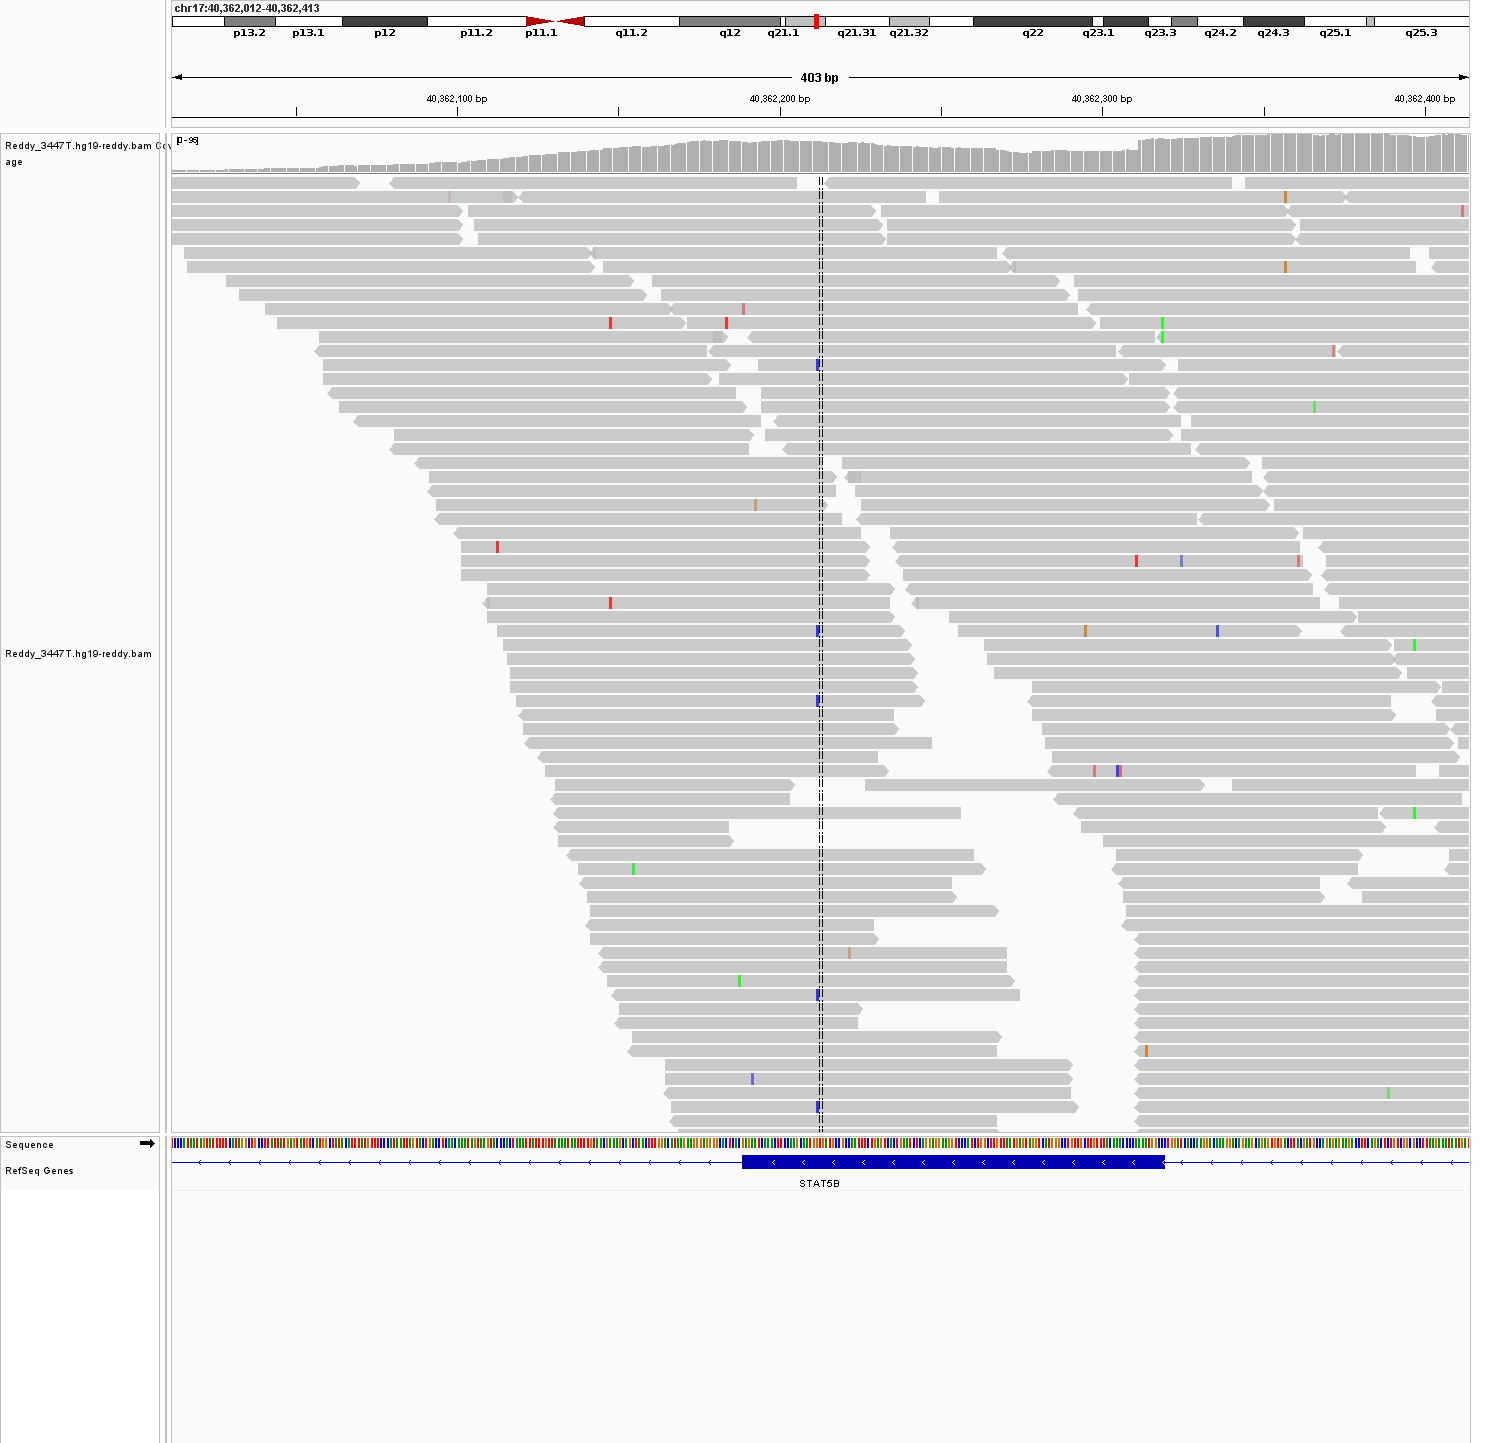 chr17:40,362,012-40,362,413
p13.2 p13.1 p12 p11.2 p11.1 q11.2 q12 q21.1 q21.31 q21.32 q22 q23.1 q23.3 q24.2 q24.3 q25.1 q25.3
403 bp
40,362,100 bp 40,362,200 bp 40,362,300 bp 40,362,400 bp
Reddy_3447T.hg19-reddy.bam Cov
age
[0-95]
Reddy_3447T.hg19-reddy.bam
Sequence
RefSeq Genes
STAT5B